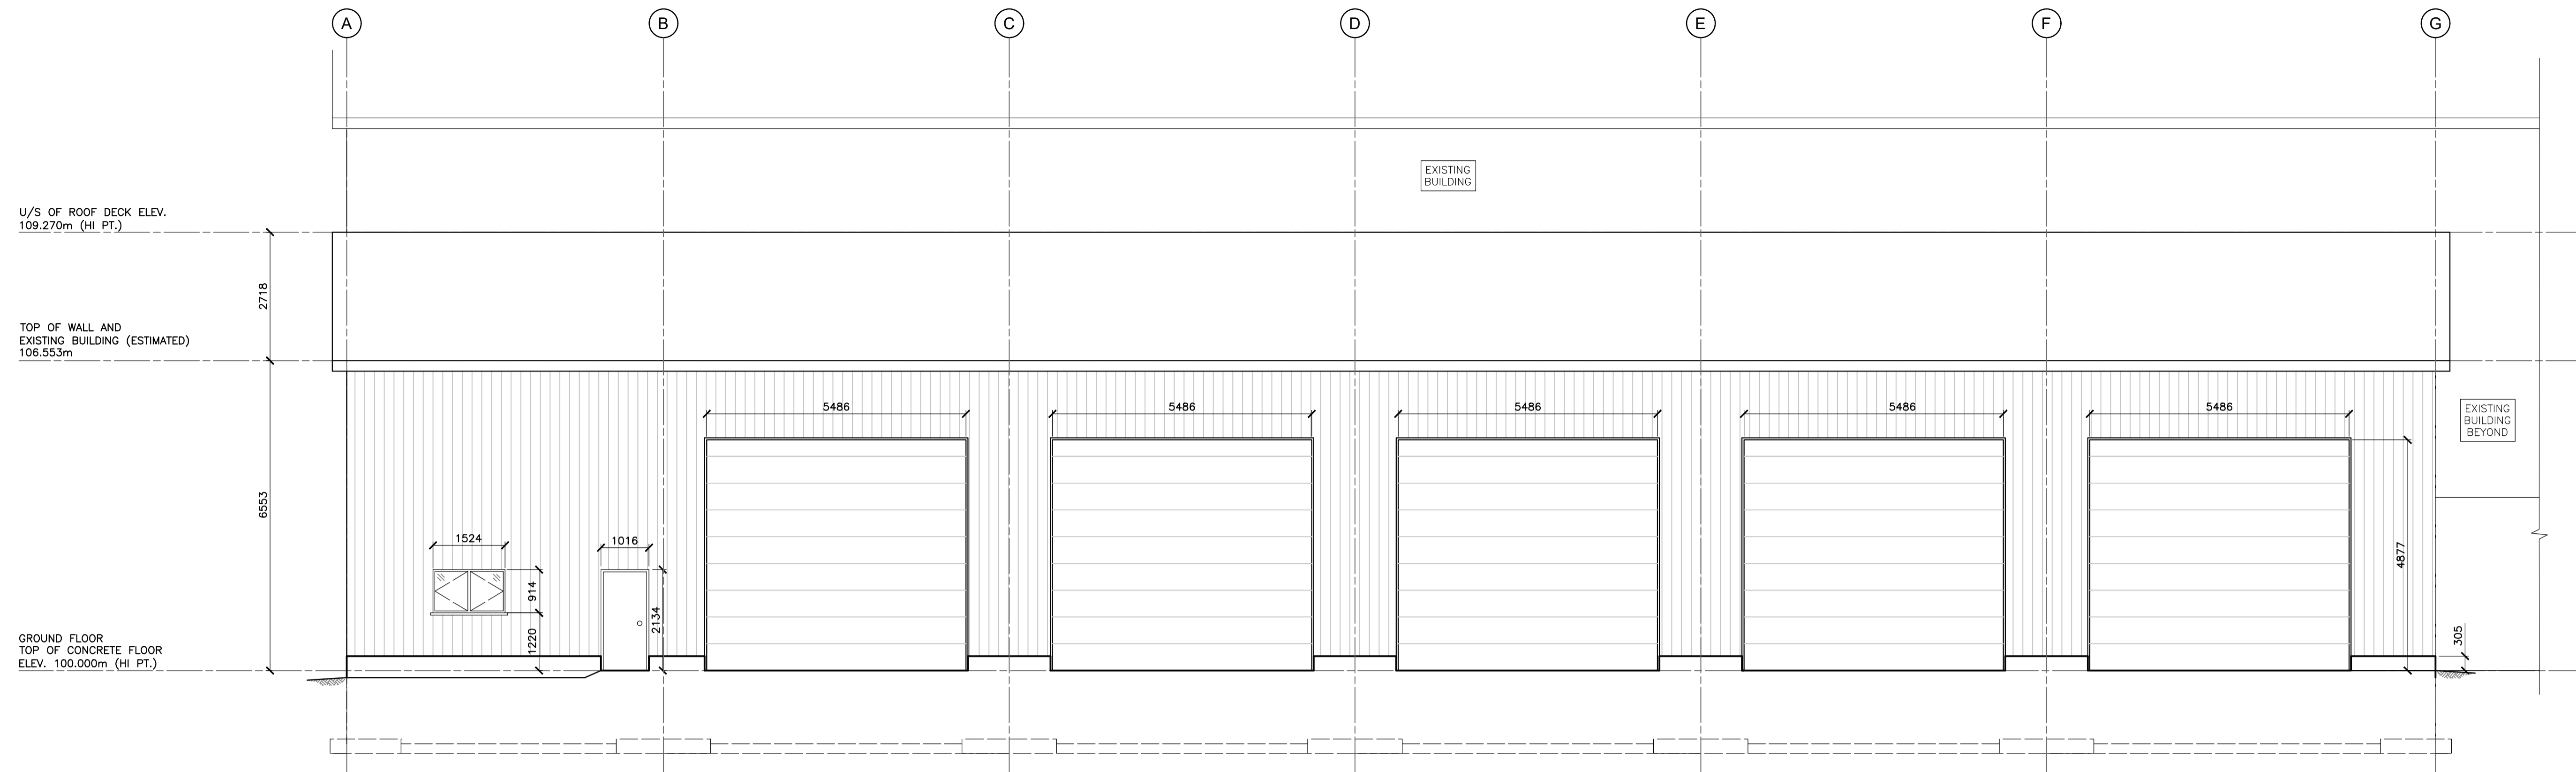 A B C D E F G
EXISTING
BUILDING
U/S OF ROOF DECK ELEV.
109.270m (HI PT.)
2718
TOP OF WALL AND
EXISTING BUILDING (ESTIMATED)
106.553m
5486 5486 5486 5486 5486
EXISTING
BUILDING
BEYOND
6553
1524
1016
4877
914
2134
1220
305
GROUND FLOOR
TOP OF CONCRETE FLOOR
ELEV. 100.000m (HI PT.)